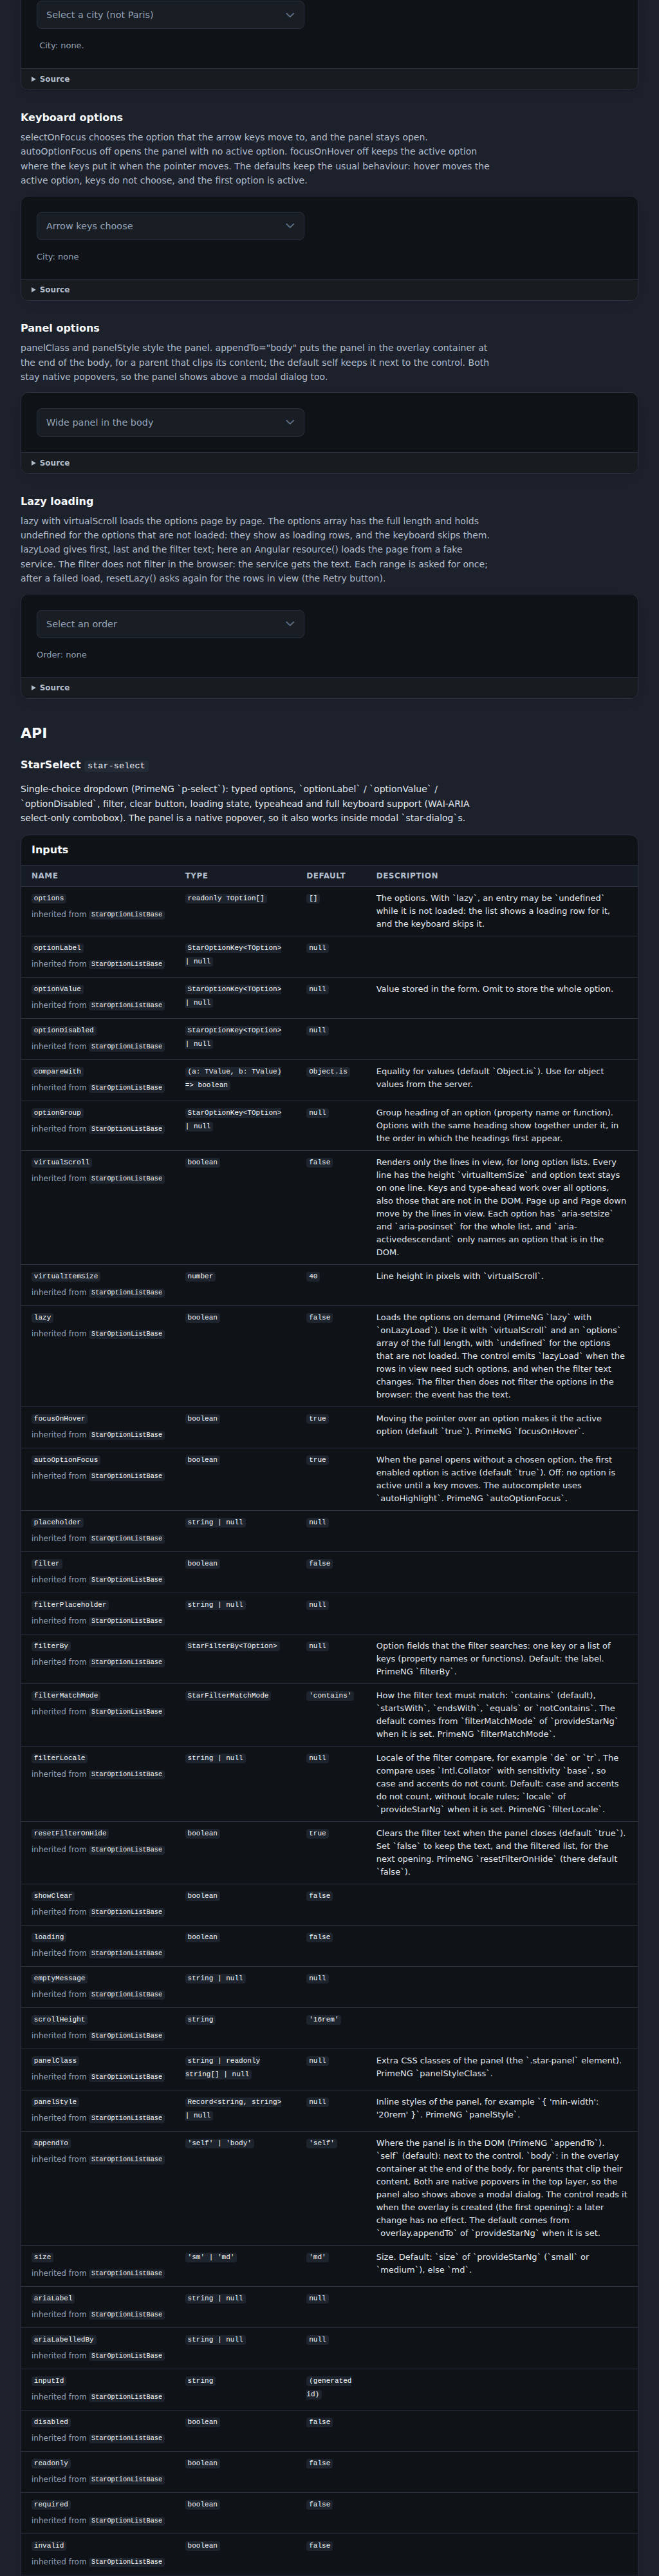 Select a city (not Paris)
City: none.
▶ Source
Keyboard options
selectOnFocus chooses the option that the arrow keys move to, and the panel stays open.
autoOptionFocus off opens the panel with no active option. focusOnHover off keeps the active option
where the keys put it when the pointer moves. The defaults keep the usual behaviour: hover moves the
active option, keys do not choose, and the first option is active.
Arrow keys choose
City: none
▶ Source
Panel options
panelClass and panelStyle style the panel. appendTo="body" puts the panel in the overlay container at
the end of the body, for a parent that clips its content; the default self keeps it next to the control. Both
stay native popovers, so the panel shows above a modal dialog too.
Wide panel in the body
▶ Source
Lazy loading
lazy with virtualScroll loads the options page by page. The options array has the full length and holds
undefined for the options that are not loaded: they show as loading rows, and the keyboard skips them.
lazyLoad gives first, last and the filter text; here an Angular resource() loads the page from a fake
service. The filter does not filter in the browser: the service gets the text. Each range is asked for once;
after a failed load, resetLazy() asks again for the rows in view (the Retry button).
Select an order
Order: none
▶ Source
API
StarSelect star-select
Single-choice dropdown (PrimeNG `p-select`): typed options, `optionLabel` / `optionValue` /
`optionDisabled`, filter, clear button, loading state, typeahead and full keyboard support (WAI-ARIA
select-only combobox). The panel is a native popover, so it also works inside modal `star-dialog`s.
Inputs
NAME TYPE DEFAULT DESCRIPTION
options readonly TOption[] [] The options. With `lazy`, an entry may be `undefined`
inherited from StarOptionListBase while it is not loaded: the list shows a loading row for it,
and the keyboard skips it.
optionLabel StarOptionKey<TOption> null
inherited from StarOptionListBase | null
optionValue StarOptionKey<TOption> null Value stored in the form. Omit to store the whole option.
inherited from StarOptionListBase | null
optionDisabled StarOptionKey<TOption> null
inherited from StarOptionListBase | null
compareWith (a: TValue, b: TValue) Object.is Equality for values (default `Object.is`). Use for object
inherited from StarOptionListBase => boolean values from the server.
optionGroup StarOptionKey<TOption> null Group heading of an option (property name or function).
inherited from StarOptionListBase | null Options with the same heading show together under it, in
the order in which the headings first appear.
virtualScroll boolean false Renders only the lines in view, for long option lists. Every
inherited from StarOptionListBase line has the height `virtualItemSize` and option text stays
on one line. Keys and type-ahead work over all options,
also those that are not in the DOM. Page up and Page Down
move by the lines in view. Each option has `aria-setsize`
and `aria-posinset` for the whole list, and `aria-
activedescendant` only names an option that is in the
DOM.
virtualItemSize number 40 Line height in pixels with `virtualScroll`.
inherited from StarOptionListBase
lazy boolean false Loads the options on demand (PrimeNG `lazy` with
inherited from StarOptionListBase `onLazyLoad`). Use it with `virtualScroll` and an `options`
array of the full length, with `undefined` for the options
that are not loaded. The control emits `lazyLoad` when the
rows in view need such options, and when the filter text
changes. The filter then does not filter the options in the
browser: the event has the text.
focusOnHover boolean true Moving the pointer over an option makes it the active
inherited from StarOptionListBase option (default `true`). PrimeNG `focusOnHover`.
autoOptionFocus boolean true When the panel opens without a chosen option, the first
inherited from StarOptionListBase enabled option is active (default `true`). Off: no option is
active until a key moves. The autocomplete uses
`autoHighlight`. PrimeNG `autoOptionFocus`.
placeholder string | null null
inherited from StarOptionListBase
filter boolean false
inherited from StarOptionListBase
filterPlaceholder string | null null
inherited from StarOptionListBase
filterBy StarFilterBy<TOption> null Option fields that the filter searches: one key or a list of
inherited from StarOptionListBase keys (property names or functions). Default: the label.
PrimeNG `filterBy`.
filterMatchMode StarFilterMatchMode 'contains' How the filter text must match: `contains` (default),
inherited from StarOptionListBase `startsWith`, `endsWith`, `equals` or `notContains`. The
default comes from `filterMatchMode` of `provideStarNg`
when it is set. PrimeNG `filterMatchMode`.
filterLocale string | null null Locale of the filter compare, for example `de` or `tr`. The
inherited from StarOptionListBase compare uses `Intl.Collator` with sensitivity `base`, so
case and accents do not count. Default: case and accents
do not count, without locale rules; `locale` of
`provideStarNg` when it is set. PrimeNG `filterLocale`.
resetFilterOnHide boolean true Clears the filter text when the panel closes (default `true`).
inherited from StarOptionListBase Set `false` to keep the text, and the filtered list, for the
next opening. PrimeNG `resetFilterOnHide` (there default
`false`).
showClear boolean false
inherited from StarOptionListBase
loading boolean false
inherited from StarOptionListBase
emptyMessage string | null null
inherited from StarOptionListBase
scrollHeight string '16rem'
inherited from StarOptionListBase
panelClass string | readonly null Extra CSS classes of the panel (the `.star-panel` element).
inherited from StarOptionListBase string[] | null PrimeNG `panelStyleClass`.
panelStyle Record<string, string> null Inline styles of the panel, for example `{ 'min-width':
inherited from StarOptionListBase | null '20rem' }`. PrimeNG `panelStyle`.
appendTo 'self' | 'body' 'self' Where the panel is in the DOM (PrimeNG `appendTo`).
inherited from StarOptionListBase `self` (default): next to the control. `body`: in the overlay
container at the end of the body, for parents that clip their
content. Both are native popovers in the top layer, so the
panel also shows above a modal dialog. The control reads it
when the overlay is created (the first opening): a later
change has no effect. The default comes from
`overlay.appendTo` of `provideStarNg` when it is set.
size 'sm' | 'md' 'md' Size. Default: `size` of `provideStarNg` (`small` or
inherited from StarOptionListBase `medium`), else `md`.
ariaLabel string | null null
inherited from StarOptionListBase
ariaLabelledBy string | null null
inherited from StarOptionListBase
inputId string (generated
inherited from StarOptionListBase id)
disabled boolean false
inherited from StarOptionListBase
readonly boolean false
inherited from StarOptionListBase
required boolean false
inherited from StarOptionListBase
invalid boolean false
inherited from StarOptionListBase